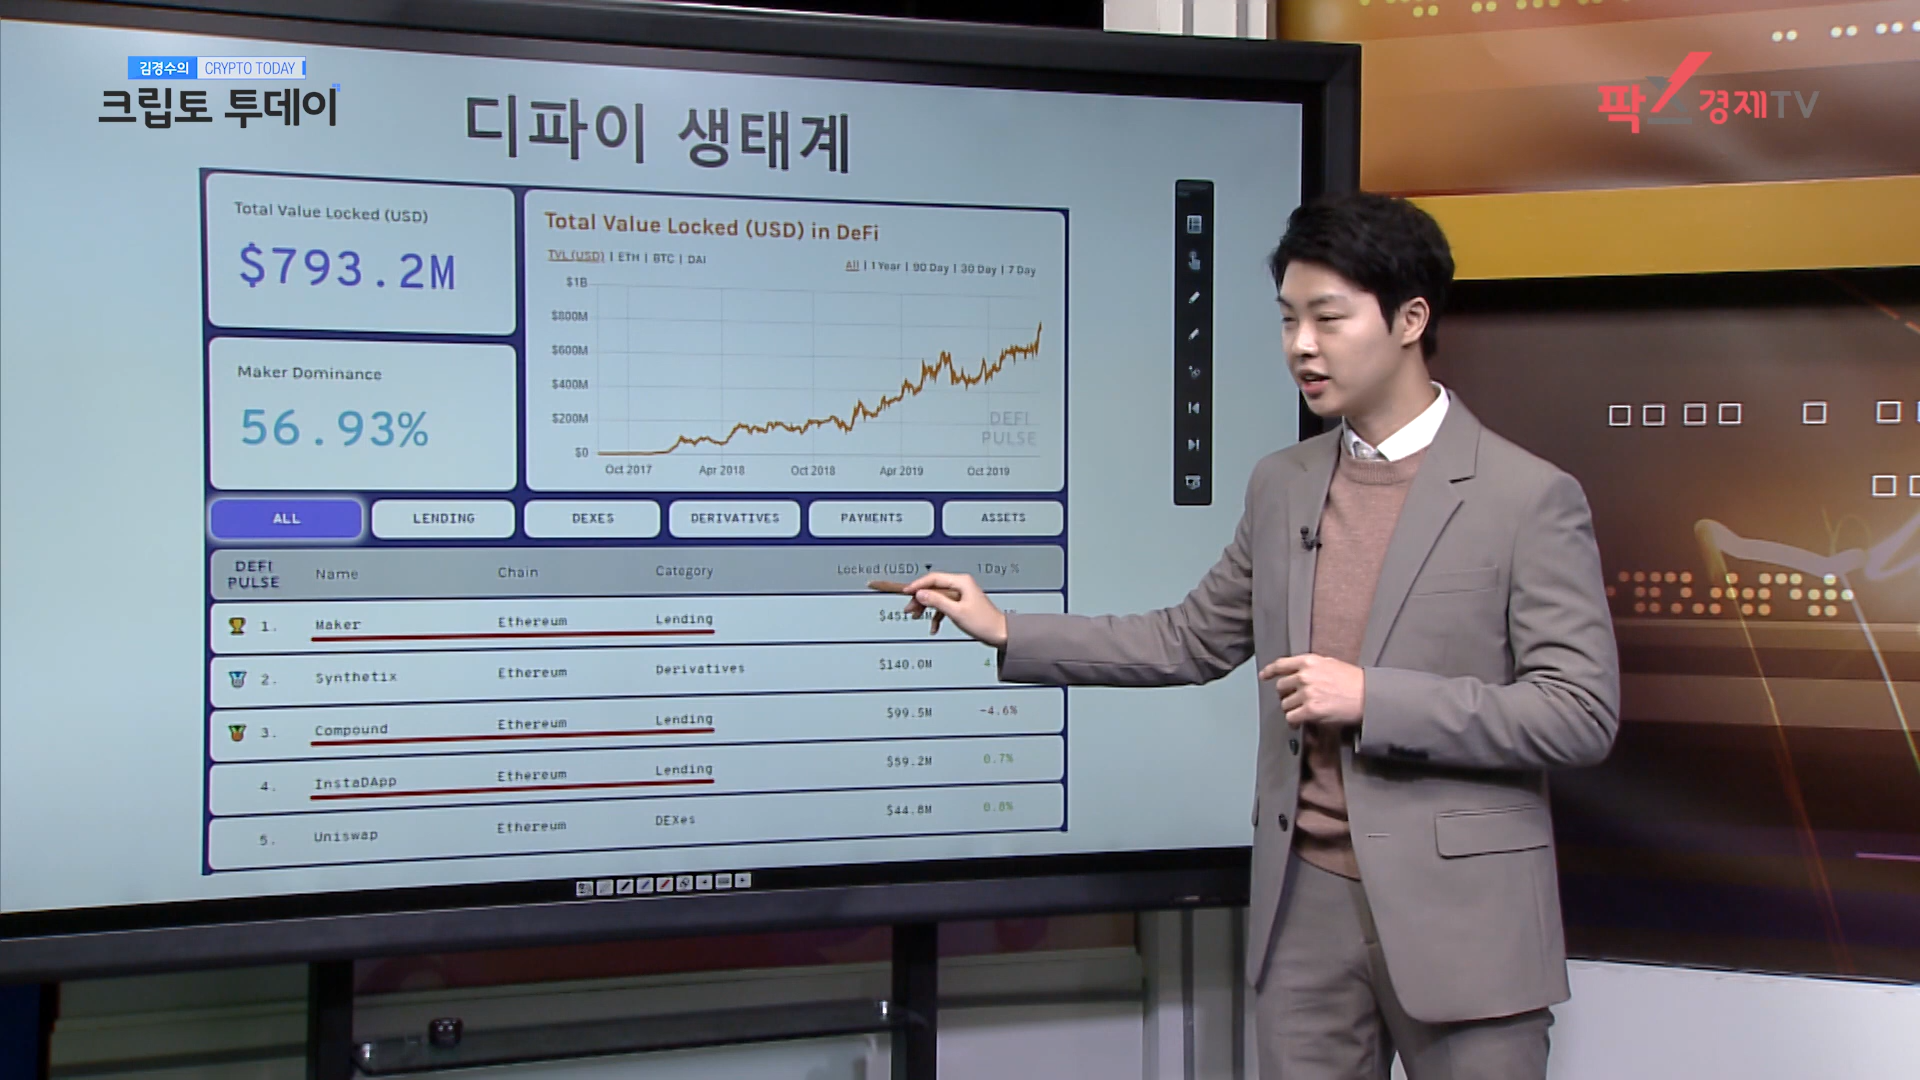 김경수의 CRYPTO TODAY
크립토 투데이
팍스경제TV
디파이 생태계
Total Value Locked (USD)
$793.2M
Maker Dominance
56.93%
Total Value Locked (USD) in DeFi
TVL (USD) | ETH | BTC | DAI
All | 1 Year | 90 Day | 30 Day | 7 Day
$1B
$800M
$600M
$400M
$200M
$0
Oct 2017 Apr 2018 Oct 2018 Apr 2019 Oct 2019
DEFI
PULSE
ALL LENDING DEXES DERIVATIVES PAYMENTS ASSETS
DEFI
PULSE
Name Chain Category Locked (USD) ▼ 1 Day %
1. Maker Ethereum Lending
2. Synthetix Ethereum Derivatives $140.0M
3. Compound Ethereum Lending $99.5M -4.6%
4. InstaDApp Ethereum Lending $59.2M 0.7%
5. Uniswap Ethereum DEXes $44.8M 0.8%